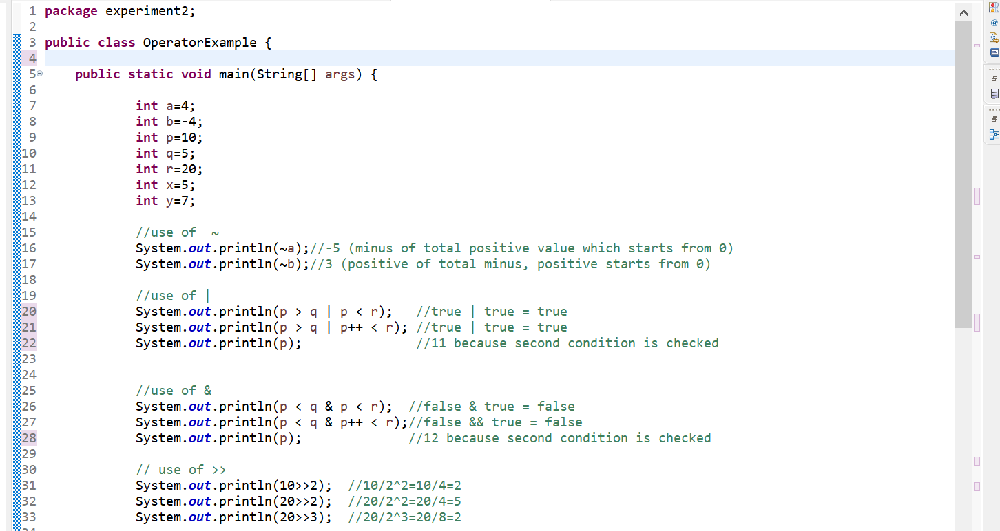 1 package experiment2;
2
3 public class OperatorExample {
4
5 public static void main(String[] args) {
6
7 int a=4;
8 int b=-4;
9 int p=10;
10 int q=5;
11 int r=20;
12 int x=5;
13 int y=7;
14
15 //use of  ~
16 System.out.println(~a);//-5 (minus of total positive value which starts from 0)
17 System.out.println(~b);//3 (positive of total minus, positive starts from 0)
18
19 //use of |
20 System.out.println(p > q | p < r);   //true | true = true
21 System.out.println(p > q | p++ < r); //true | true = true
22 System.out.println(p);               //11 because second condition is checked
23
24
25 //use of &
26 System.out.println(p < q & p < r);  //false & true = false
27 System.out.println(p < q & p++ < r);//false && true = false
28 System.out.println(p);              //12 because second condition is checked
29
30 // use of >>
31 System.out.println(10>>2);  //10/2^2=10/4=2
32 System.out.println(20>>2);  //20/2^2=20/4=5
33 System.out.println(20>>3);  //20/2^3=20/8=2